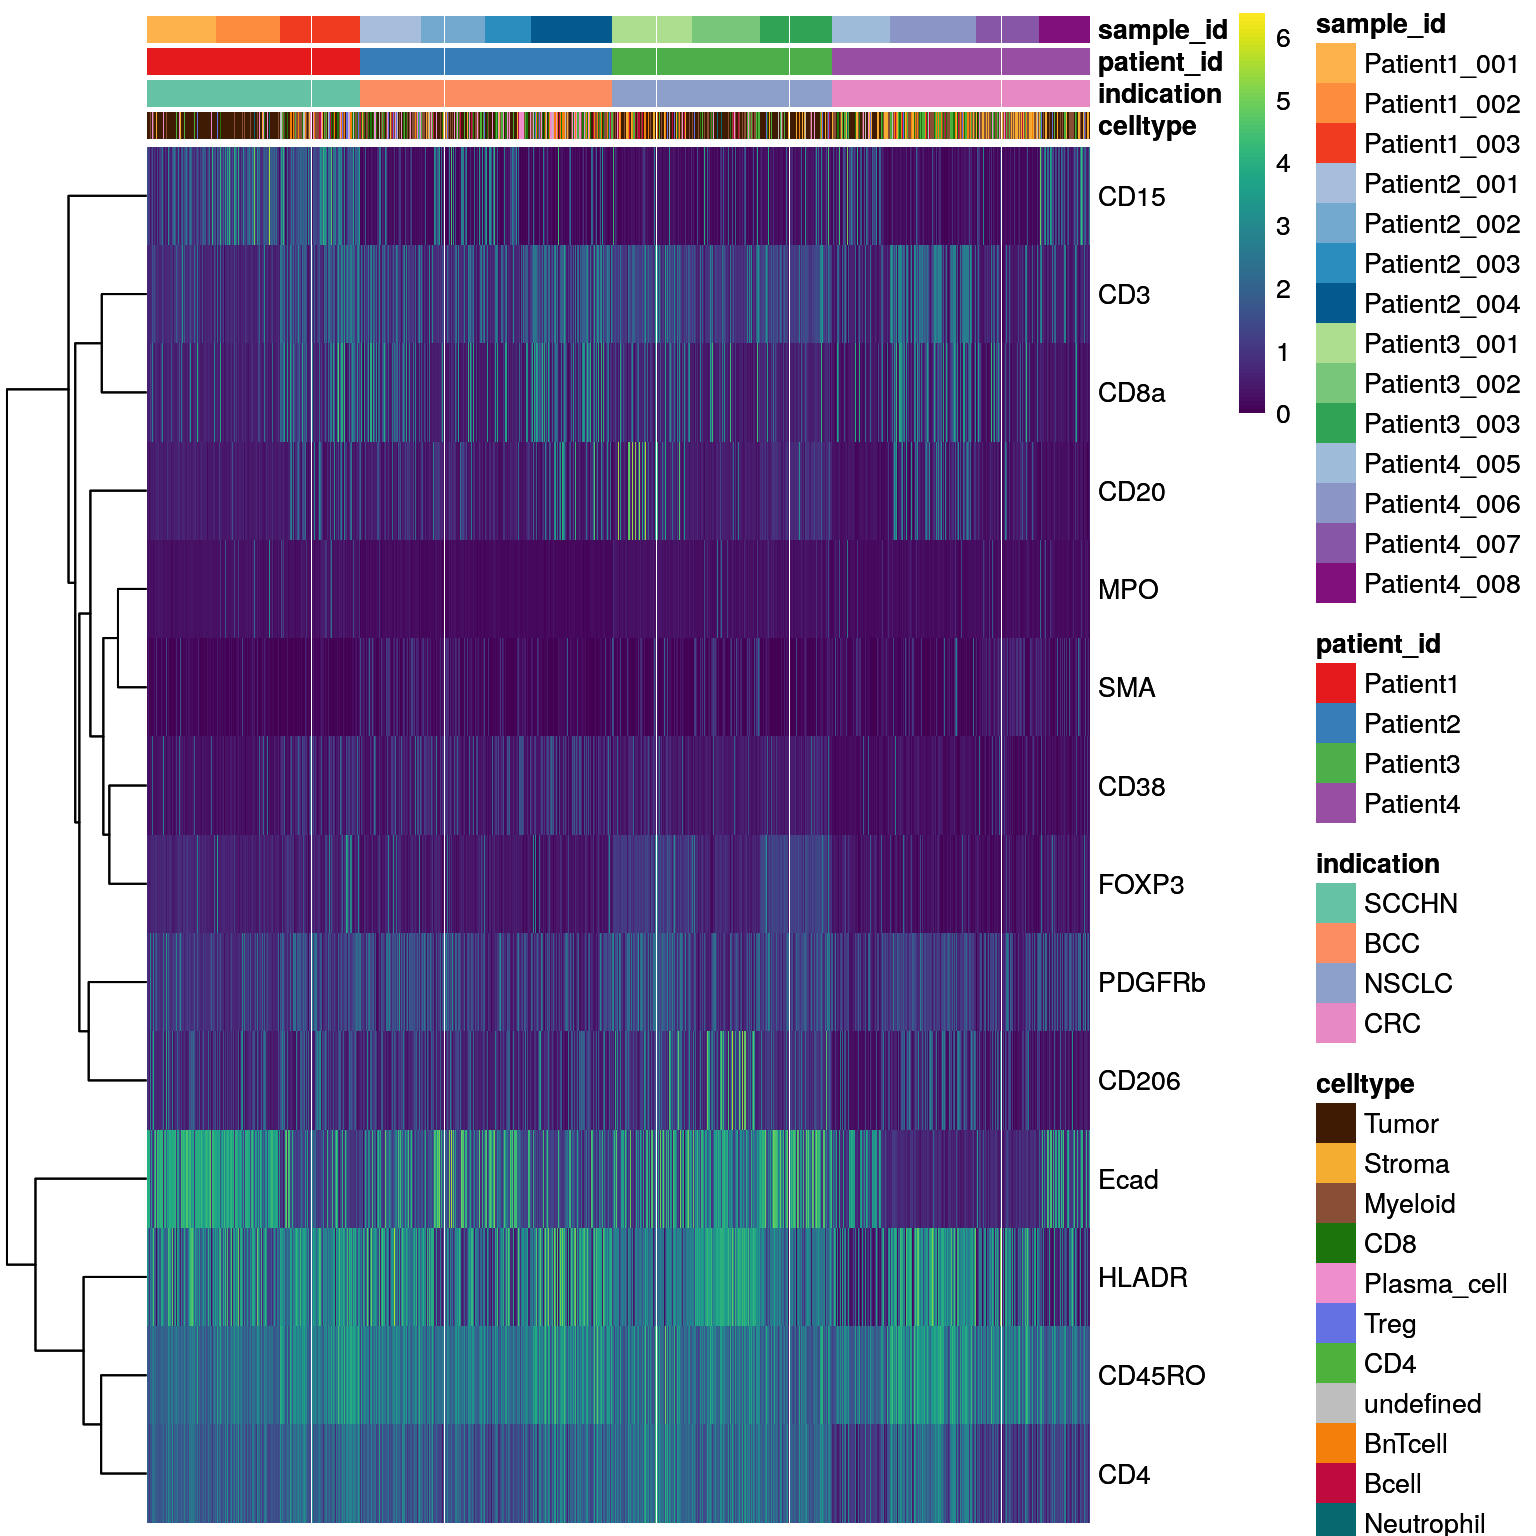 sample_id
patient_id
indication
celltype
CD15
CD3
CD8a
CD20
MPO
SMA
CD38
FOXP3
PDGFRb
CD206
Ecad
HLADR
CD45RO
CD4
6
5
4
3
2
1
0
sample_id
Patient1_001
Patient1_002
Patient1_003
Patient2_001
Patient2_002
Patient2_003
Patient2_004
Patient3_001
Patient3_002
Patient3_003
Patient4_005
Patient4_006
Patient4_007
Patient4_008
patient_id
Patient1
Patient2
Patient3
Patient4
indication
SCCHN
BCC
NSCLC
CRC
celltype
Tumor
Stroma
Myeloid
CD8
Plasma_cell
Treg
CD4
undefined
BnTcell
Bcell
Neutrophil